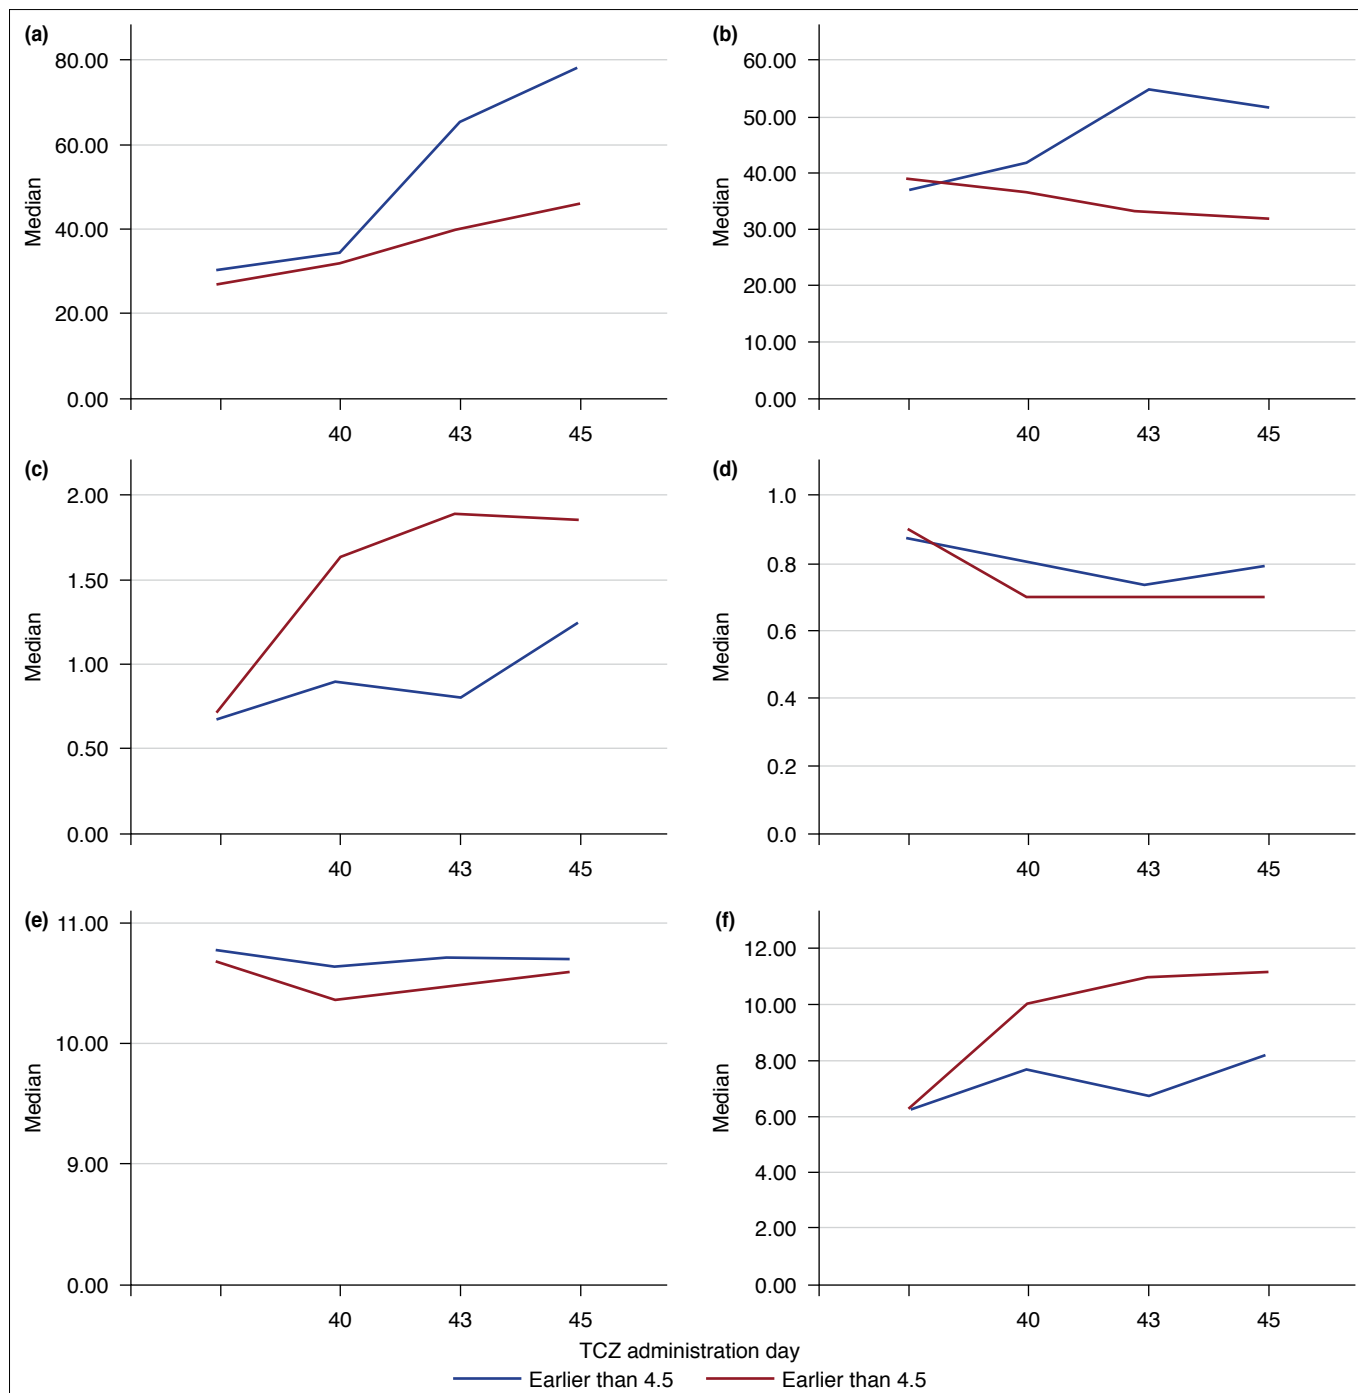 (a)
80.00
60.00
40.00
20.00
0.00
Median
40 43 45
(b)
60.00
50.00
40.00
30.00
20.00
10.00
0.00
Median
40 43 45
(c)
2.00
1.50
1.00
0.50
0.00
Median
40 43 45
(d)
1.0
0.8
0.6
0.4
0.2
0.0
Median
40 43 45
(e)
11.00
10.00
9.00
0.00
Median
40 43 45
(f)
12.00
10.00
8.00
6.00
4.00
2.00
0.00
Median
40 43 45
TCZ administration day
Earlier than 4.5 Earlier than 4.5